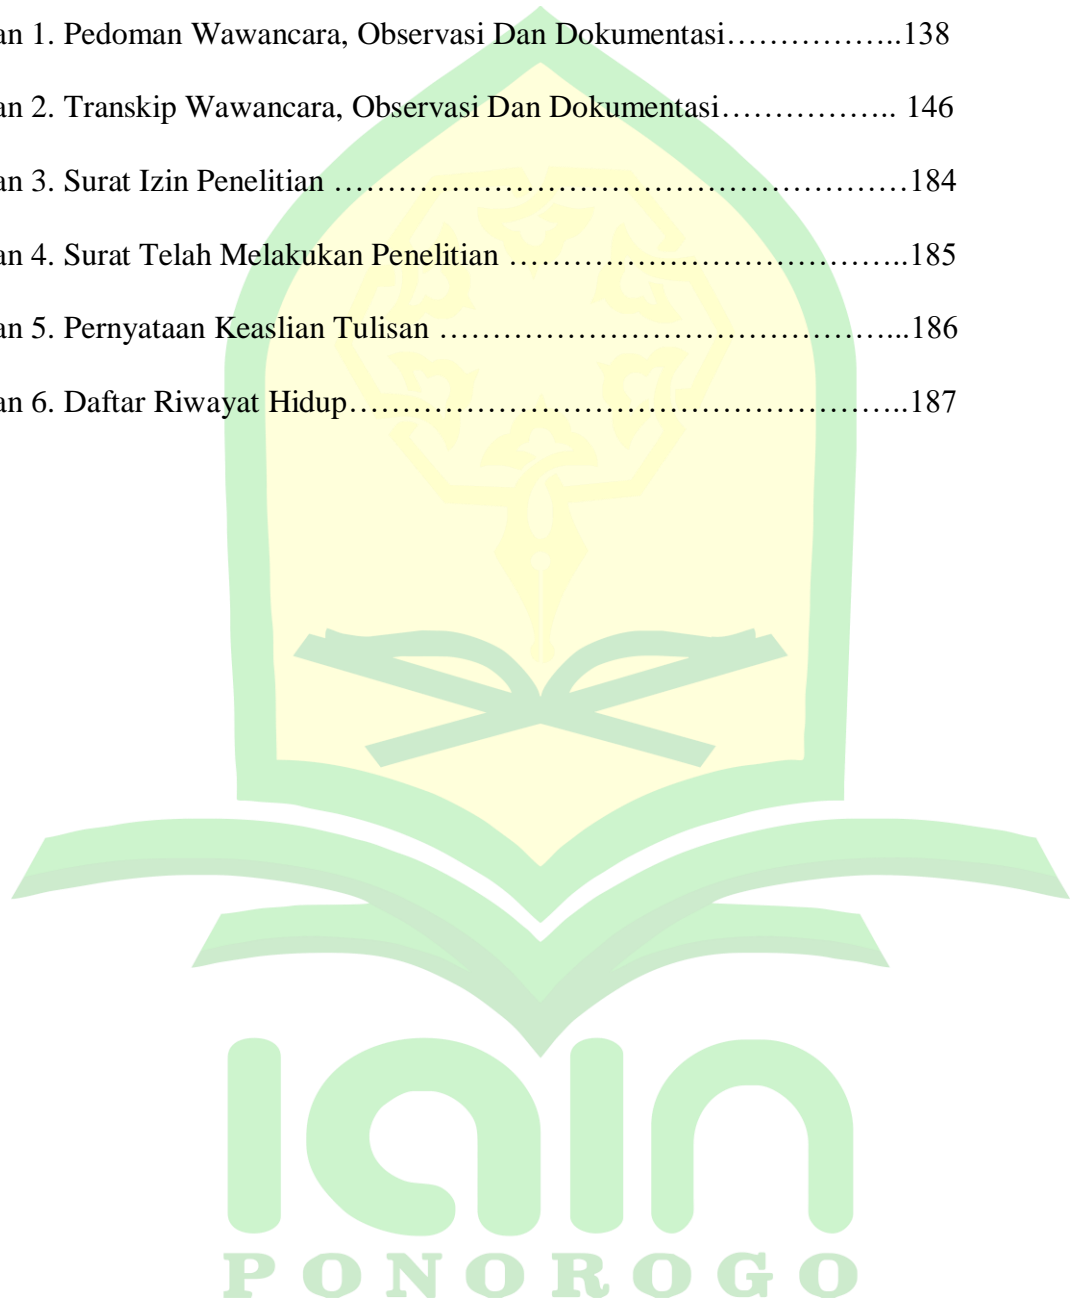 an 1. Pedoman Wawancara, Observasi Dan Dokumentasi……………..138
an 2. Transkip Wawancara, Observasi Dan Dokumentasi…………….. 146
an 3. Surat Izin Penelitian ………………………………………………184
an 4. Surat Telah Melakukan Penelitian ………………………………..185
an 5. Pernyataan Keaslian Tulisan ……………………………………...186
an 6. Daftar Riwayat Hidup……………………………………………..187
iain
PONOROGO